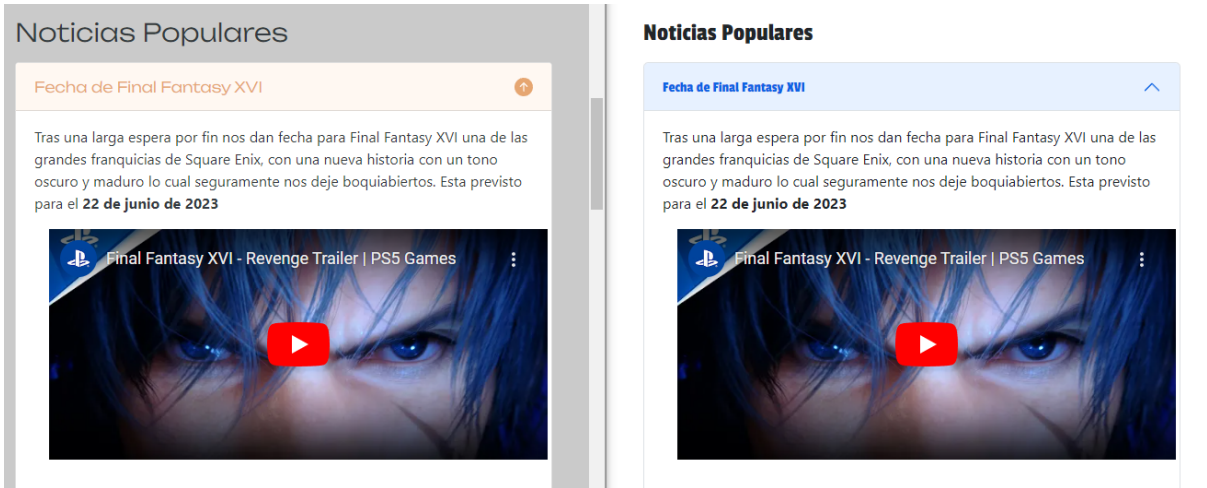 Noticias Populares
Fecha de Final Fantasy XVI
Tras una larga espera por fin nos dan fecha para Final Fantasy XVI una de las
grandes franquicias de Square Enix, con una nueva historia con un tono
oscuro y maduro lo cual seguramente nos deje boquiabiertos. Esta previsto
para el 22 de junio de 2023
Final Fantasy XVI - Revenge Trailer | PS5 Games
Noticias Populares
Fecha de Final Fantasy XVI
Tras una larga espera por fin nos dan fecha para Final Fantasy XVI una de las
grandes franquicias de Square Enix, con una nueva historia con un tono
oscuro y maduro lo cual seguramente nos deje boquiabiertos. Esta previsto
para el 22 de junio de 2023
Final Fantasy XVI - Revenge Trailer | PS5 Games